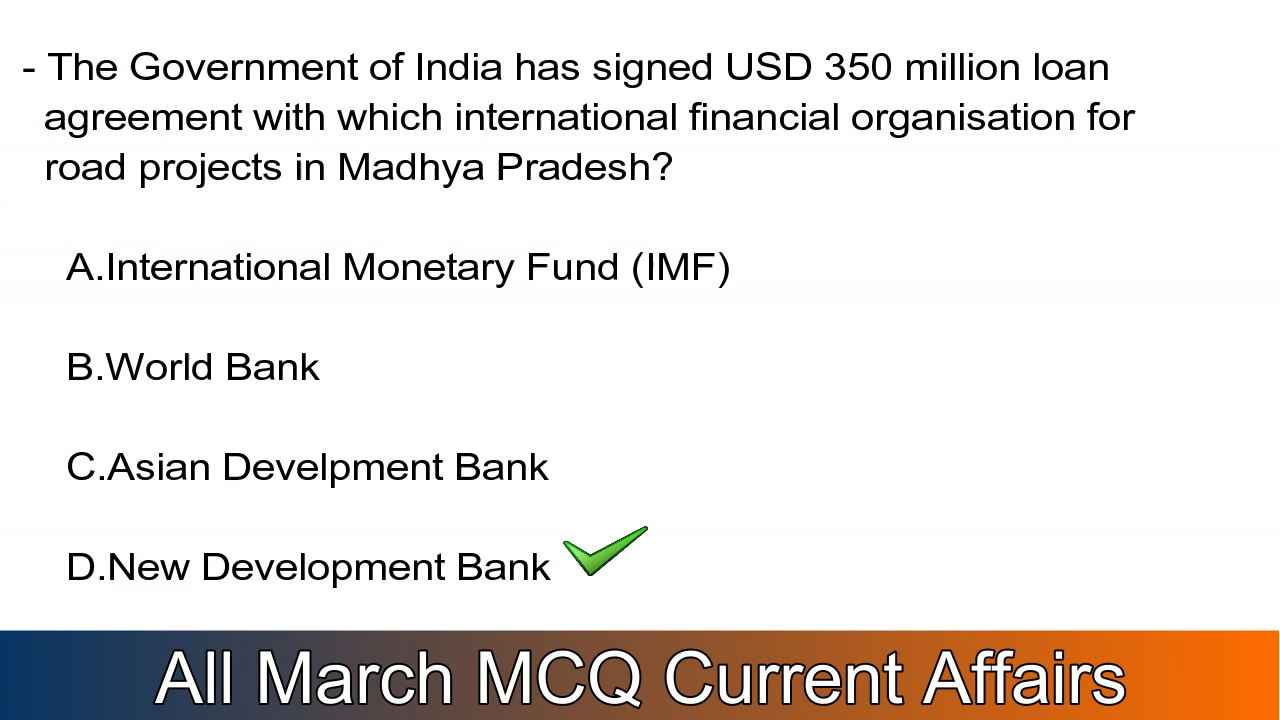 - The Government of India has signed USD 350 million loan
agreement with which international financial organisation for
road projects in Madhya Pradesh?
A.International Monetary Fund (IMF)
B.World Bank
C.Asian Develpment Bank
D.New Development Bank
All March MCQ Current Affairs